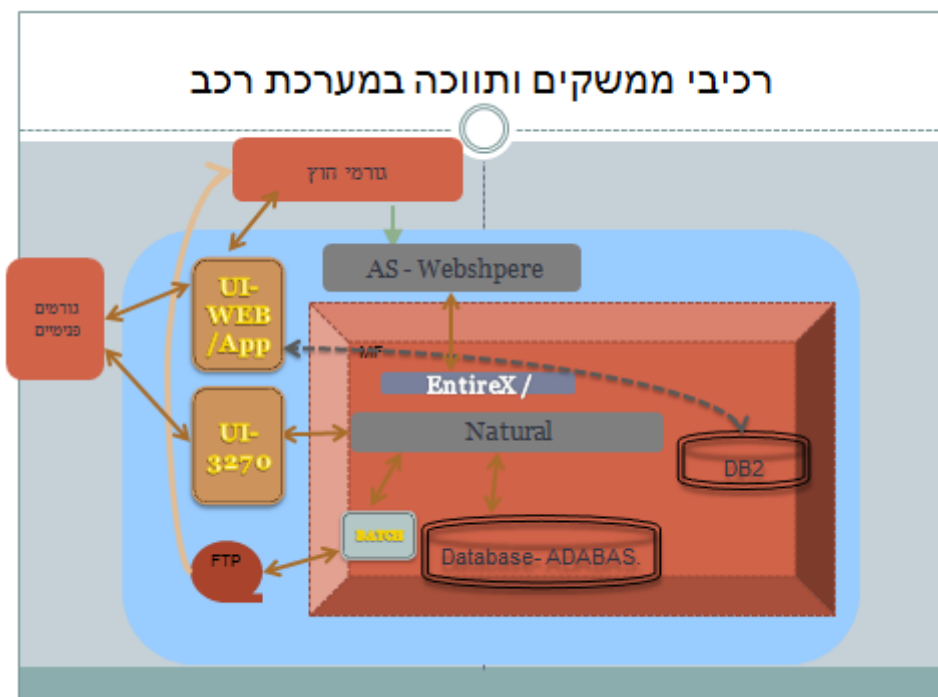 רכיבי ממשקים ותווכה במערכת רכב
גורמי חוץ
AS - Webshpere
גורמים
פנימיים
UI-
WEB
/App
MF
EntireX /
Natural
UI-
3270
DB2
BATCH
Database- ADABAS.
FTP